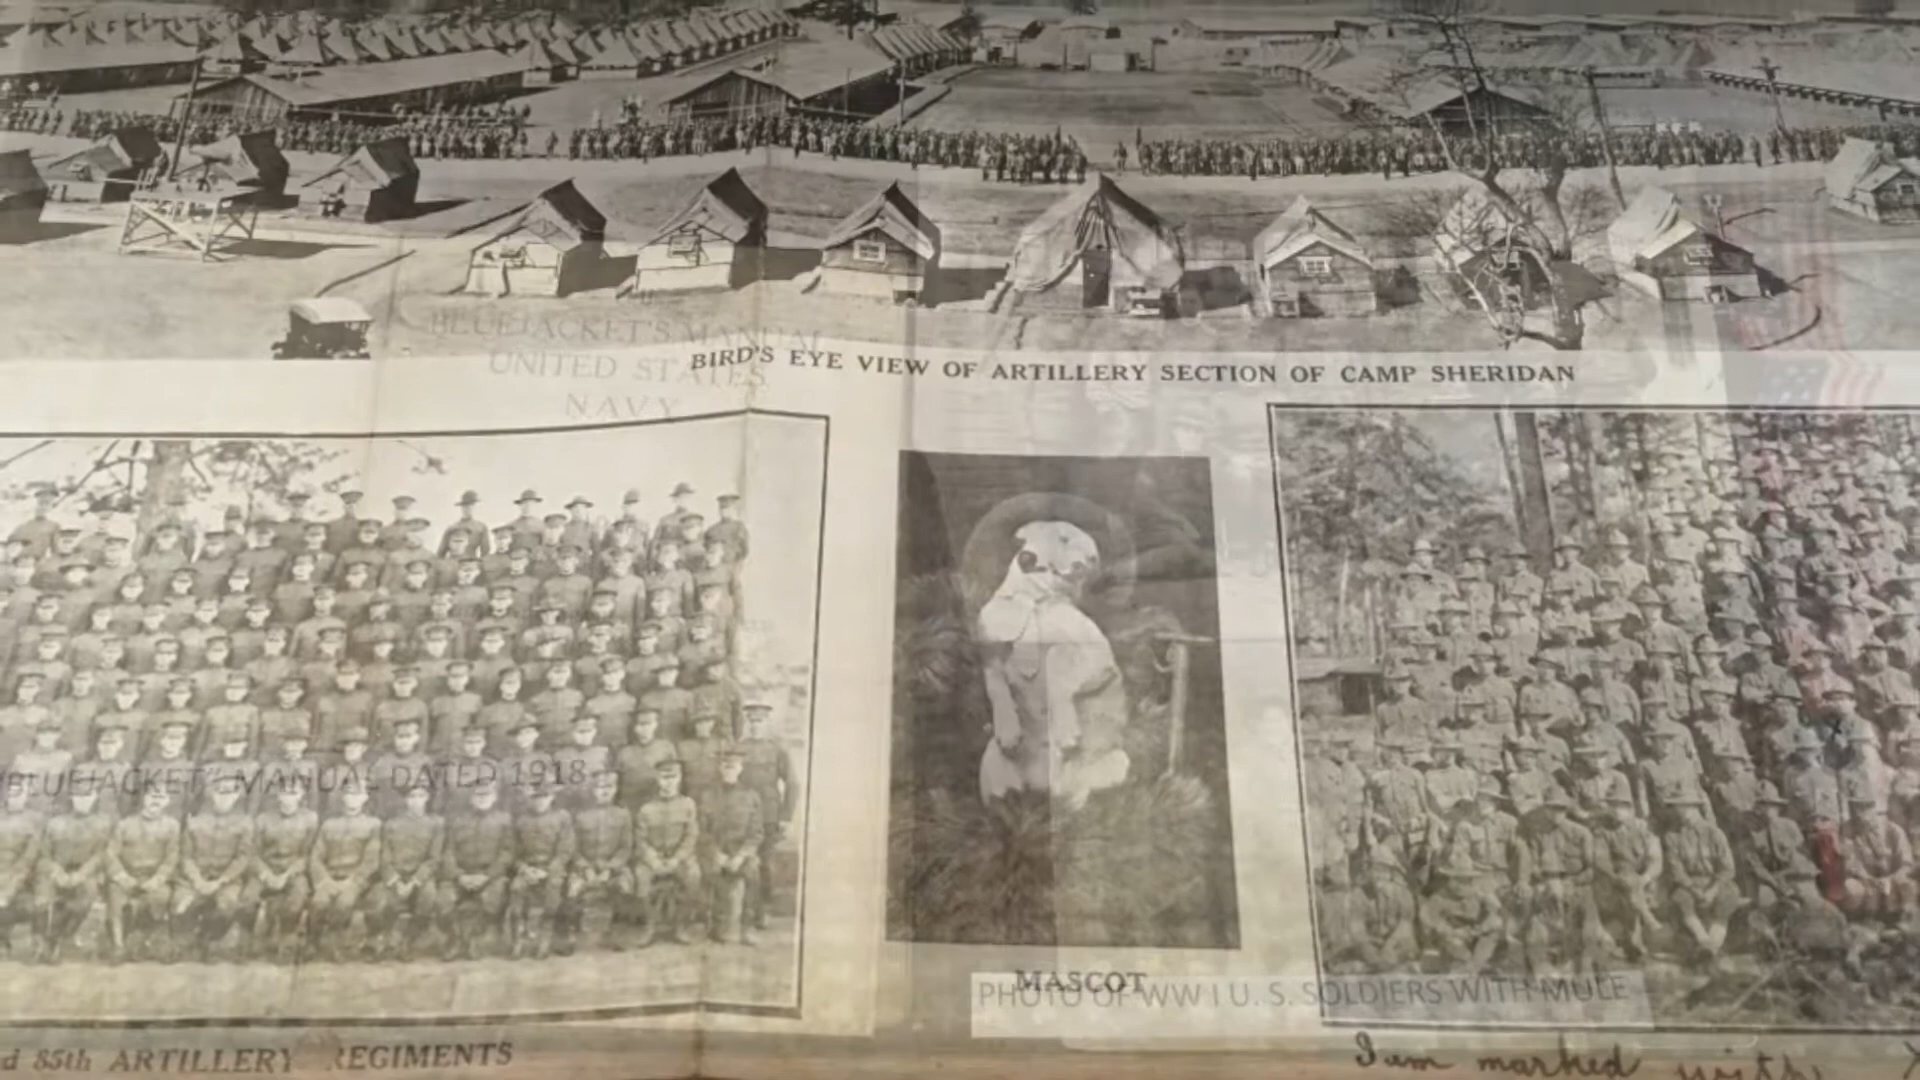 BLUEJACKET'S MANUAL
UNITED STATES
NAVY
BIRD'S EYE VIEW OF ARTILLERY SECTION OF CAMP SHERIDAN
BLUEJACKET'S MANUAL DATED 1918
MASCOT
PHOTO OF WW I U. S. SOLDIERS WITH MULE
d 85th ARTILLERY REGIMENTS
I am marked with X